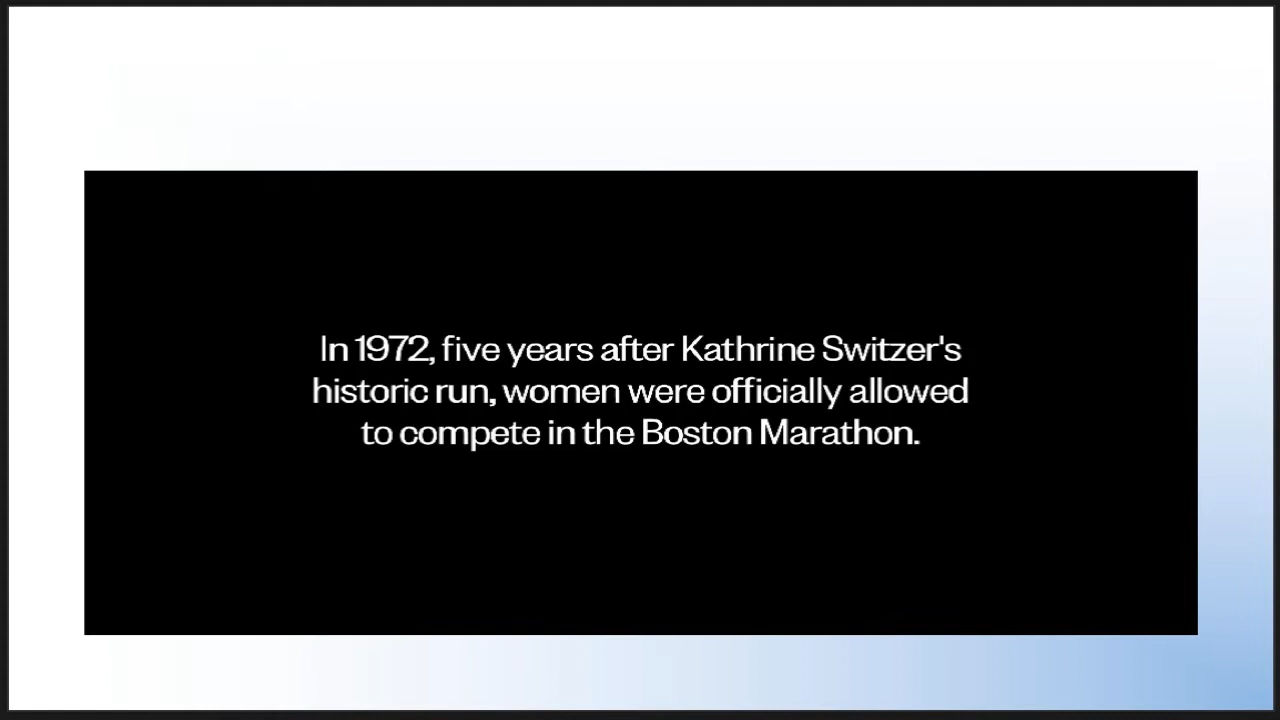 In 1972, five years after Kathrine Switzer's
historic run, women were officially allowed
to compete in the Boston Marathon.